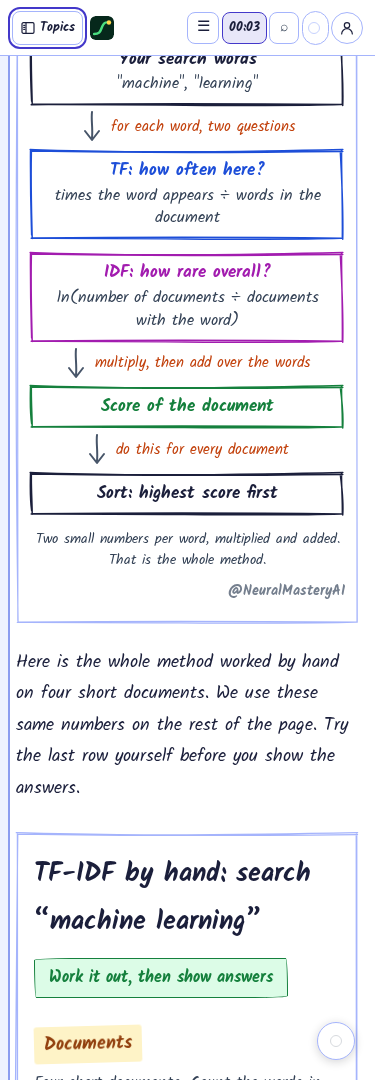 Topics
00:03
Your search words
"machine", "learning"
for each word, two questions
TF: how often here?
times the word appears ÷ words in the
document
IDF: how rare overall?
ln(number of documents ÷ documents
with the word)
multiply, then add over the words
Score of the document
do this for every document
Sort: highest score first
Two small numbers per word, multiplied and added.
That is the whole method.
@NeuralMasteryAI
Here is the whole method worked by hand
on four short documents. We use these
same numbers on the rest of the page. Try
the last row yourself before you show the
answers.
TF-IDF by hand: search
“machine learning”
Work it out, then show answers
Documents
Four short documents. Count the words in